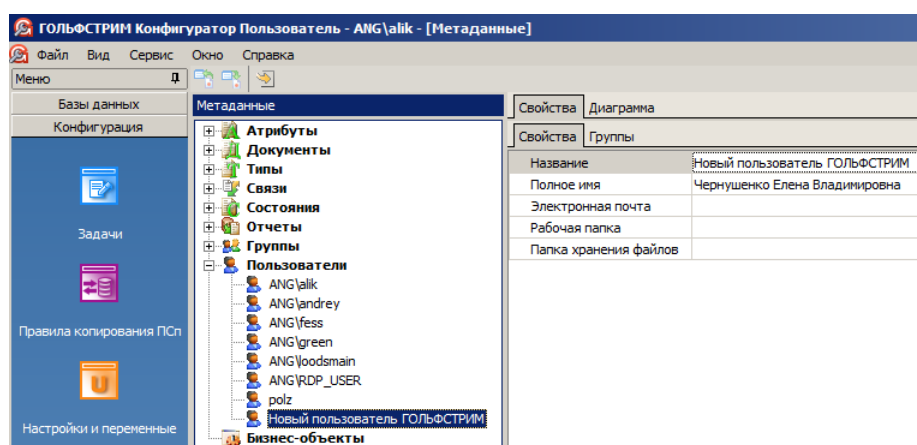 ГОЛЬФСТРИМ Конфигуратор Пользователь - ANG\alik - [Метаданные]
Файл Вид Сервис Окно Справка
Меню
Базы данных
Конфигурация
Задачи
Правила копирования ПСп
Настройки и переменные
Метаданные
Атрибуты
Документы
Типы
Связи
Состояния
Отчеты
Группы
Пользователи
ANG\alik
ANG\andrey
ANG\fess
ANG\green
ANG\loodsmain
ANG\RDP_USER
polz
Новый пользователь ГОЛЬФСТРИМ
Бизнес-объекты
Свойства Диаграмма
Свойства Группы
Название Новый пользователь ГОЛЬФСТРИМ
Полное имя Чернушенко Елена Владимировна
Электронная почта
Рабочая папка
Папка хранения файлов